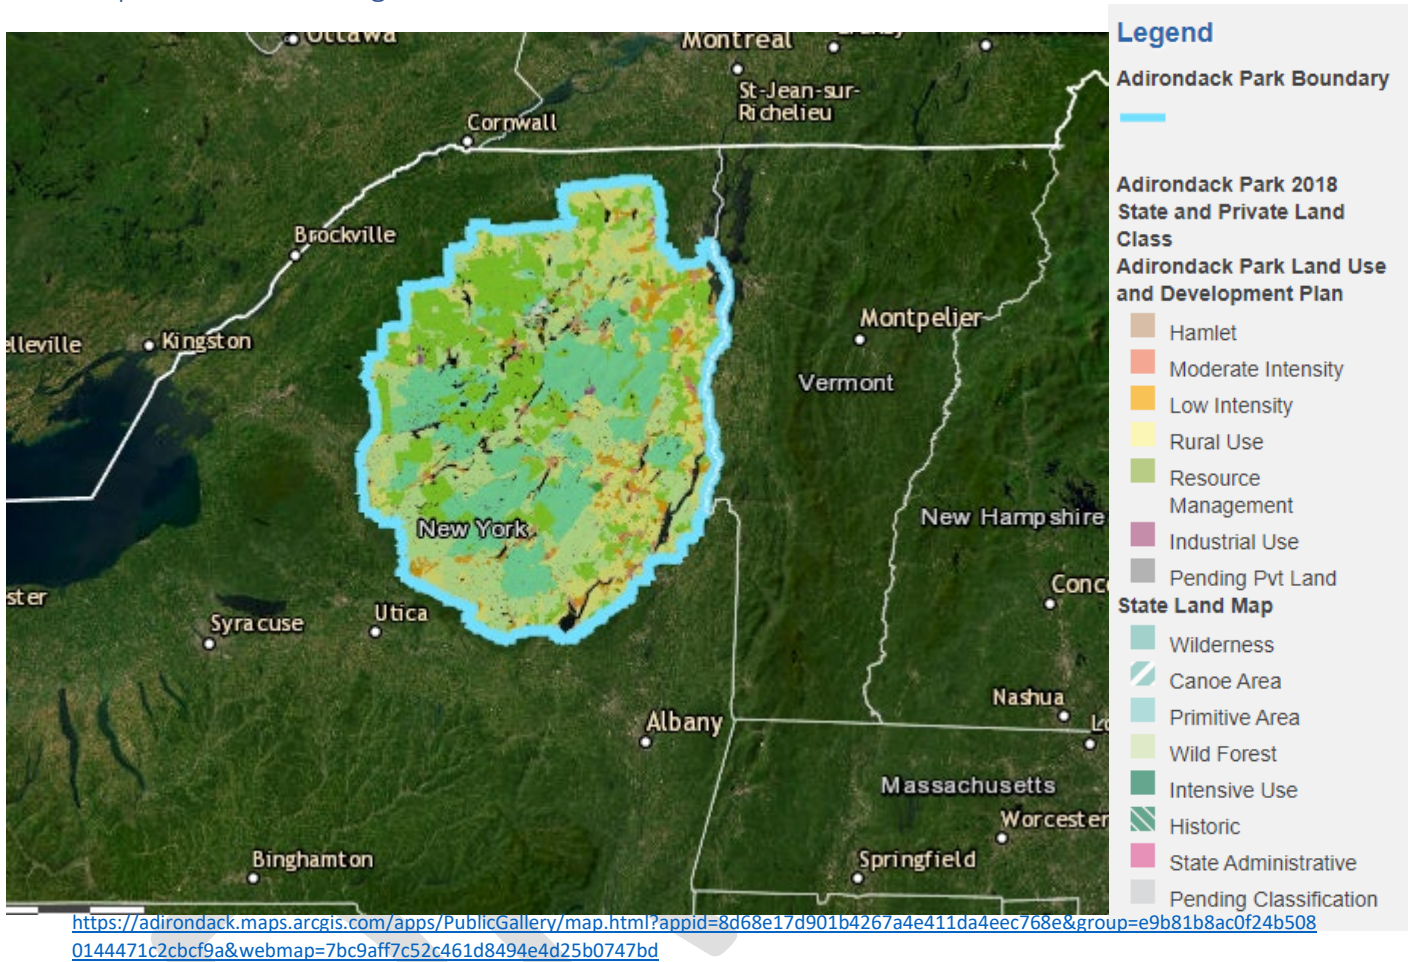 Legend
Adirondack Park Boundary
Adirondack Park 2018
State and Private Land
Class
Adirondack Park Land Use
and Development Plan
Hamlet
Moderate Intensity
Low Intensity
Rural Use
Resource
Management
Industrial Use
Pending Pvt Land
State Land Map
Wilderness
Canoe Area
Primitive Area
Wild Forest
Intensive Use
Historic
State Administrative
Pending Classification
Ottawa
Montreal
St-Jean-sur-
Richelieu
Cornwall
Brockville
Kingston
elleville
Montpelier
Vermont
New York
New Hampshire
Conc
ster
Syracuse
Utica
Nashua
Lo
Albany
Massachusetts
Worcester
Binghamton
Springfield
https://adirondack.maps.arcgis.com/apps/PublicGallery/map.html?appid=8d68e17d901b4267a4e411da4eec768e&group=e9b81b8ac0f24b508
0144471c2cbcf9a&webmap=7bc9aff7c52c461d8494e4d25b0747bd